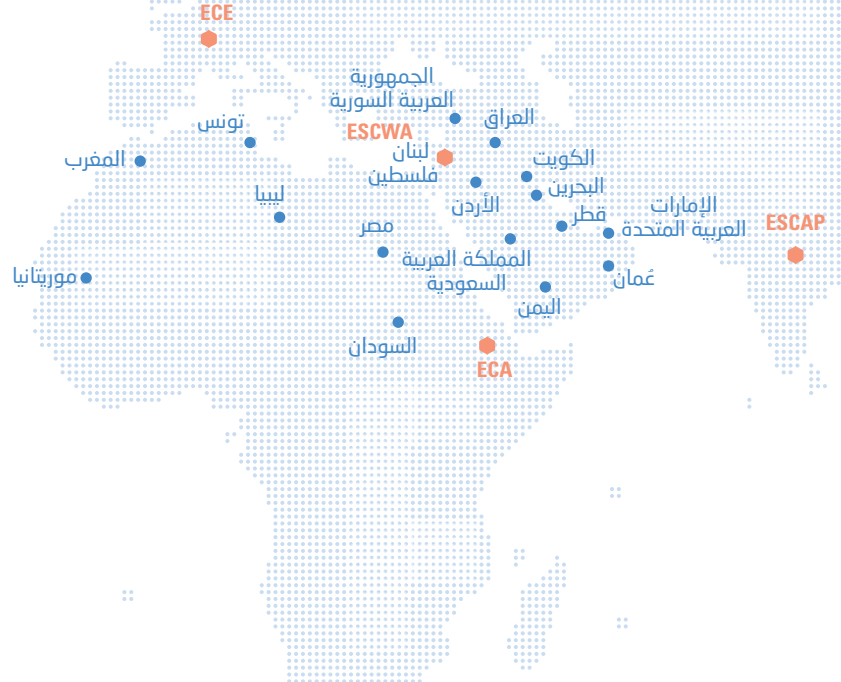 ECE
الجمهورية
العربية السورية
العراق
تونس
ESCWA
لبنان
فلسطين
المغرب
الكويت
البحرين
ليبيا
الأردن
قطر
الإمارات
العربية المتحدة
ESCAP
مصر
المملكة العربية
السعودية
عُمان
موريتانيا
اليمن
السودان
ECA